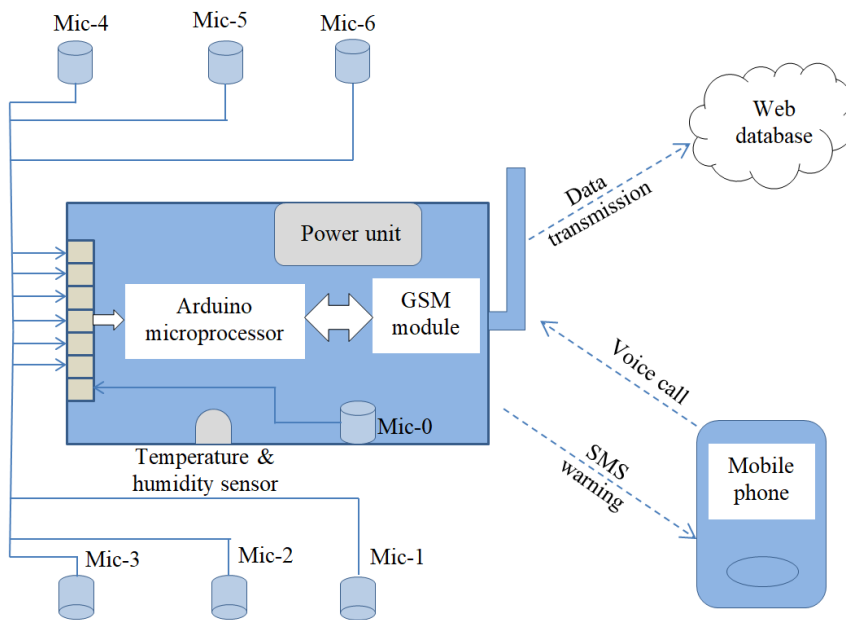 Mic-4
Mic-5
Mic-6
Web
database
Data
transmission
Power unit
Arduino
microprocessor
GSM
module
Voice call
Mic-0
Temperature &
humidity sensor
SMS
warning
Mobile
phone
Mic-3
Mic-2
Mic-1